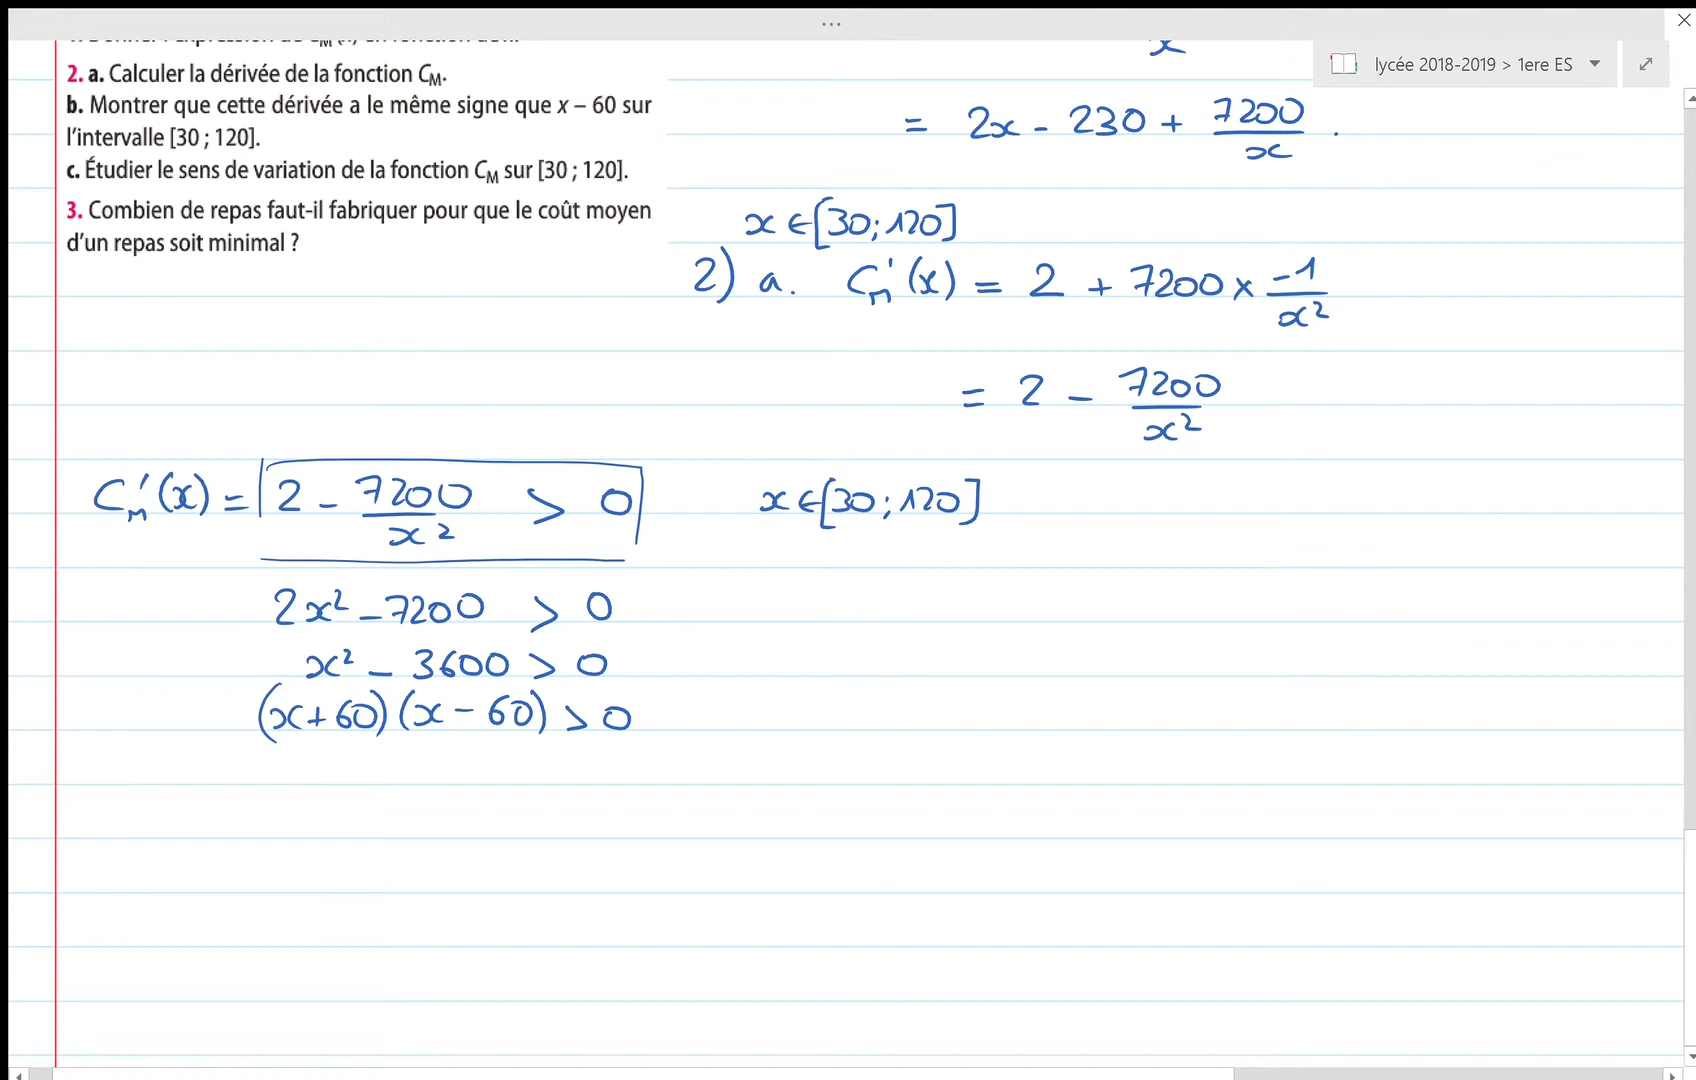 lycée 2018-2019 > 1ere ES
2. a. Calculer la dérivée de la fonction C_M.
b. Montrer que cette dérivée a le même signe que x – 60 sur
l'intervalle [30 ; 120].
c. Étudier le sens de variation de la fonction C_M sur [30 ; 120].
3. Combien de repas faut-il fabriquer pour que le coût moyen
d'un repas soit minimal ?
x
= 2x - 230 + 7200/x .
x ∈ [30 ; 120]
2) a. C_M'(x) = 2 + 7200 × -1/x²
= 2 - 7200/x²
C_M'(x) = 2 - 7200/x² > 0 x ∈ [30 ; 120]
2x² - 7200 > 0
x² - 3600 > 0
(x + 60)(x - 60) > 0